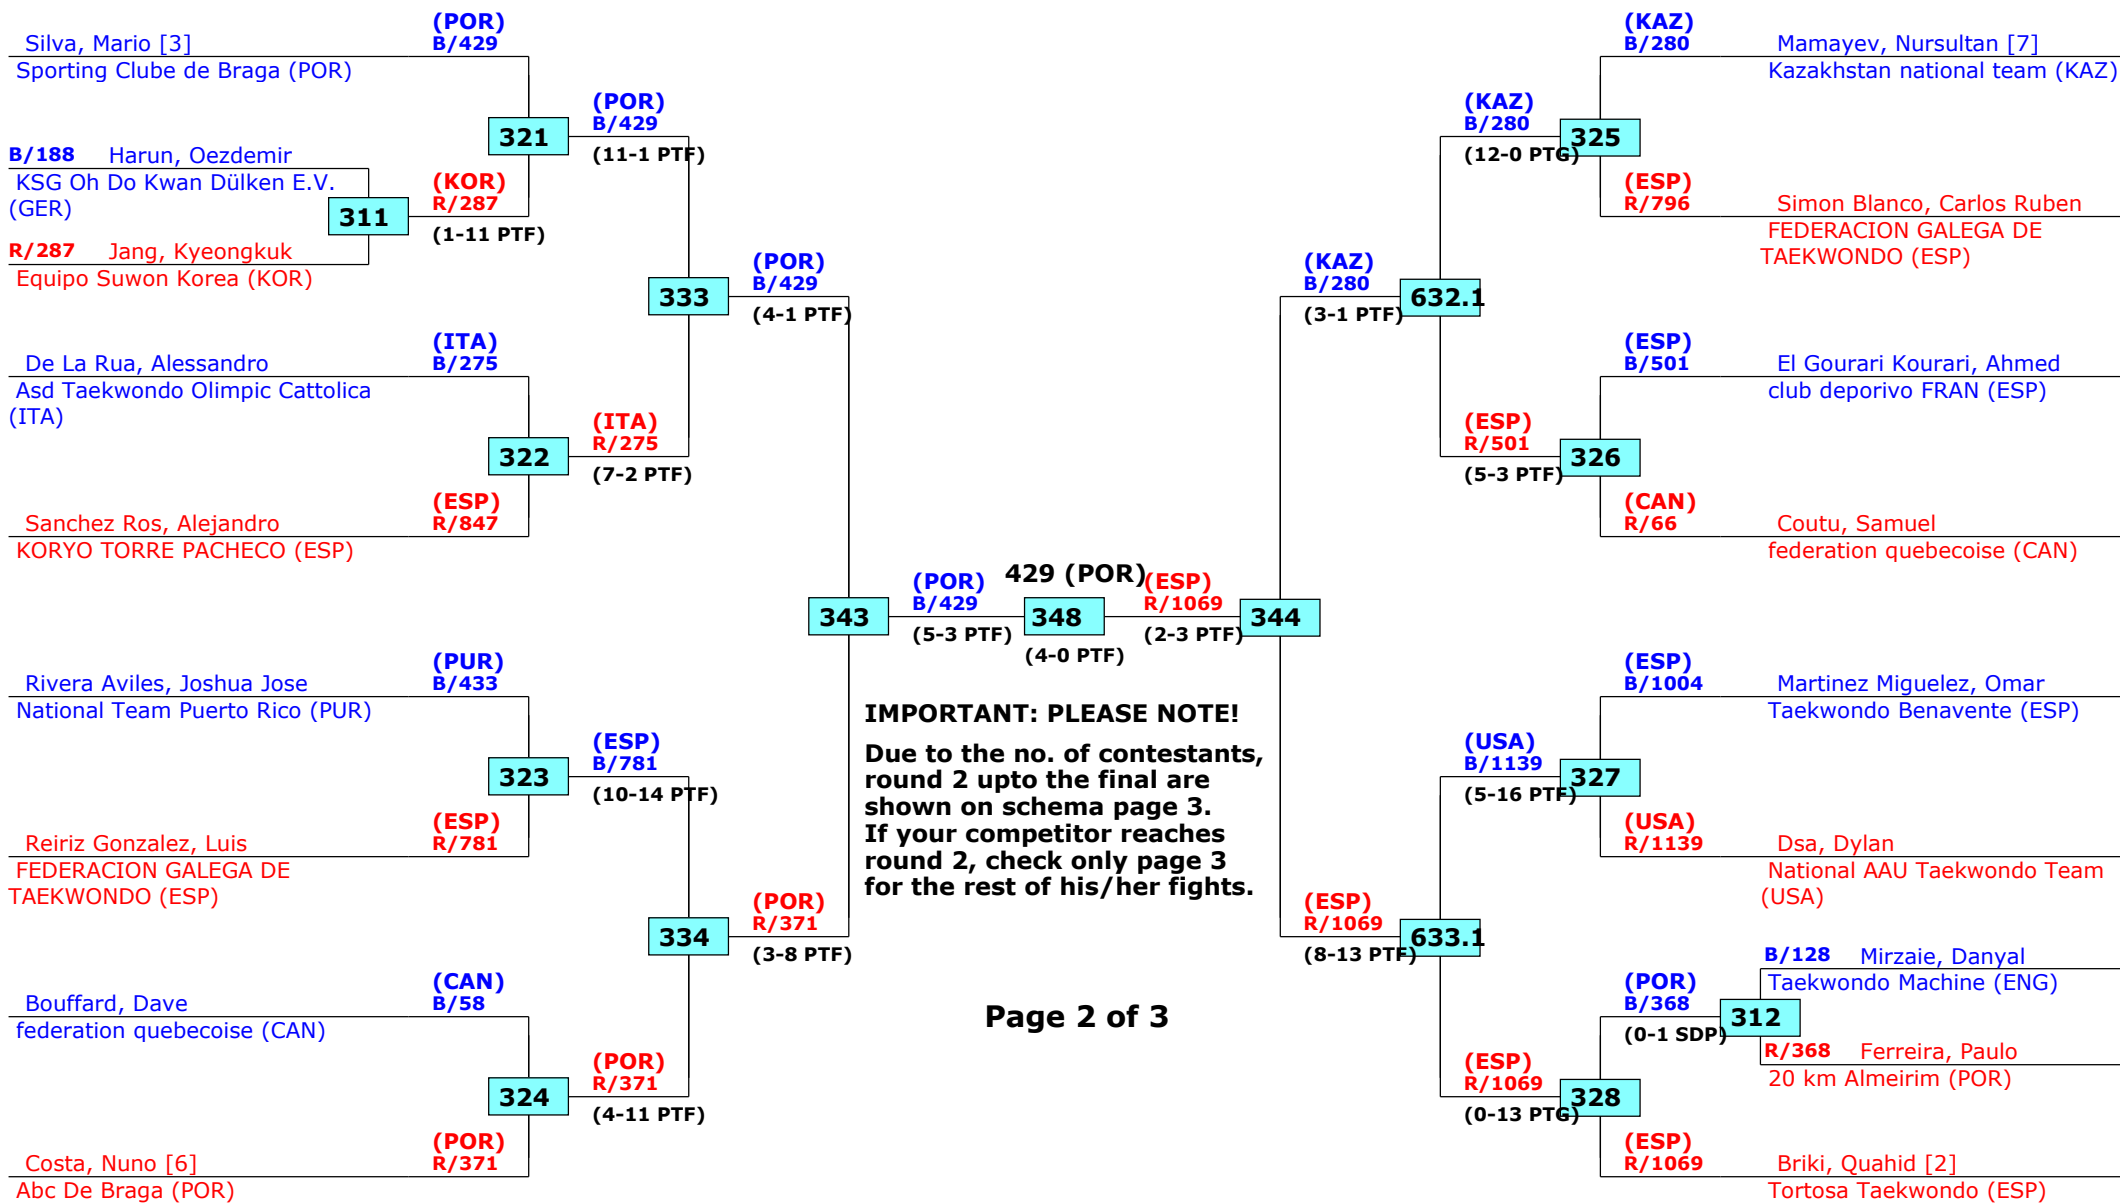 (POR)
Silva, Mario [3] B/429
Sporting Clube de Braga (POR)
(POR)
B/429
321
(11-1 PTF)
B/188 Harun, Oezdemir
KSG Oh Do Kwan Dülken E.V.
(GER)
(KOR)
R/287
311
(1-11 PTF)
R/287 Jang, Kyeongkuk
Equipo Suwon Korea (KOR)
(POR)
B/429
333
(4-1 PTF)
(ITA)
De La Rua, Alessandro B/275
Asd Taekwondo Olimpic Cattolica
(ITA)
(ITA)
R/275
322
(7-2 PTF)
(ESP)
Sanchez Ros, Alejandro R/847
KORYO TORRE PACHECO (ESP)
(POR)
B/429
343
(5-3 PTF)
429 (POR)
348
(4-0 PTF)
(ESP)
R/1069
344
(2-3 PTF)
(PUR)
Rivera Aviles, Joshua Jose B/433
National Team Puerto Rico (PUR)
(ESP)
B/781
323
(10-14 PTF)
(ESP)
Reiriz Gonzalez, Luis R/781
FEDERACION GALEGA DE
TAEKWONDO (ESP)
(POR)
R/371
334
(3-8 PTF)
(CAN)
Bouffard, Dave B/58
federation quebecoise (CAN)
(POR)
R/371
324
(4-11 PTF)
(POR)
Costa, Nuno [6] R/371
Abc De Braga (POR)
IMPORTANT: PLEASE NOTE!
Due to the no. of contestants,
round 2 upto the final are
shown on schema page 3.
If your competitor reaches
round 2, check only page 3
for the rest of his/her fights.
Page 2 of 3
(KAZ)
B/280 Mamayev, Nursultan [7]
Kazakhstan national team (KAZ)
(KAZ)
B/280
325
(12-0 PTG)
(ESP)
R/796 Simon Blanco, Carlos Ruben
FEDERACION GALEGA DE
TAEKWONDO (ESP)
(KAZ)
B/280
632.1
(3-1 PTF)
(ESP)
B/501 El Gourari Kourari, Ahmed
club deporivo FRAN (ESP)
(ESP)
R/501
326
(5-3 PTF)
(CAN)
R/66 Coutu, Samuel
federation quebecoise (CAN)
(ESP)
B/1004 Martinez Miguelez, Omar
Taekwondo Benavente (ESP)
(USA)
B/1139
327
(5-16 PTF)
(USA)
R/1139 Dsa, Dylan
National AAU Taekwondo Team
(USA)
(ESP)
R/1069
633.1
(8-13 PTF)
B/128 Mirzaie, Danyal
Taekwondo Machine (ENG)
(POR)
B/368
312
(0-1 SDP)
R/368 Ferreira, Paulo
20 km Almeirim (POR)
(ESP)
R/1069
328
(0-13 PTG)
(ESP)
R/1069 Briki, Quahid [2]
Tortosa Taekwondo (ESP)